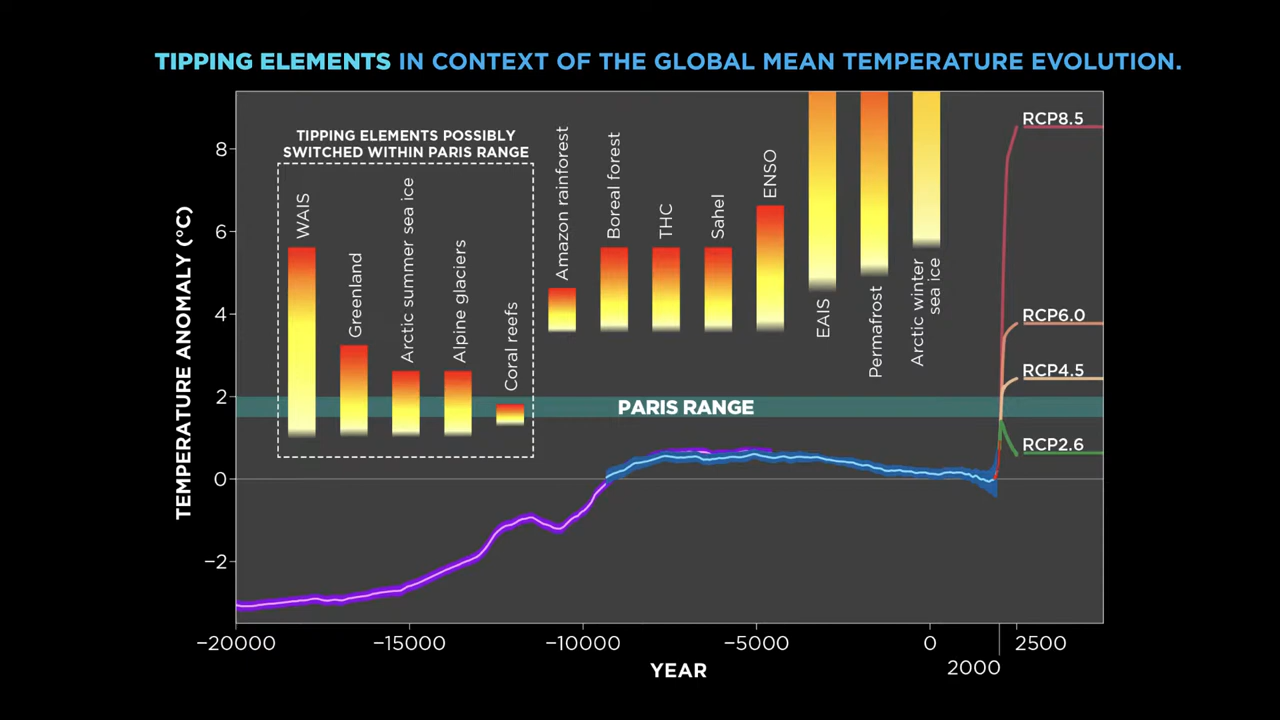 TIPPING ELEMENTS IN CONTEXT OF THE GLOBAL MEAN TEMPERATURE EVOLUTION.
TIPPING ELEMENTS POSSIBLY
SWITCHED WITHIN PARIS RANGE
WAIS
Greenland
Arctic summer sea ice
Alpine glaciers
Coral reefs
Amazon rainforest
Boreal forest
THC
Sahel
ENSO
EAIS
Permafrost
Arctic winter
sea ice
RCP8.5
RCP6.0
RCP4.5
RCP2.6
PARIS RANGE
TEMPERATURE ANOMALY (°C)
8
6
4
2
0
−2
−20000
−15000
−10000
−5000
0
2500
2000
YEAR